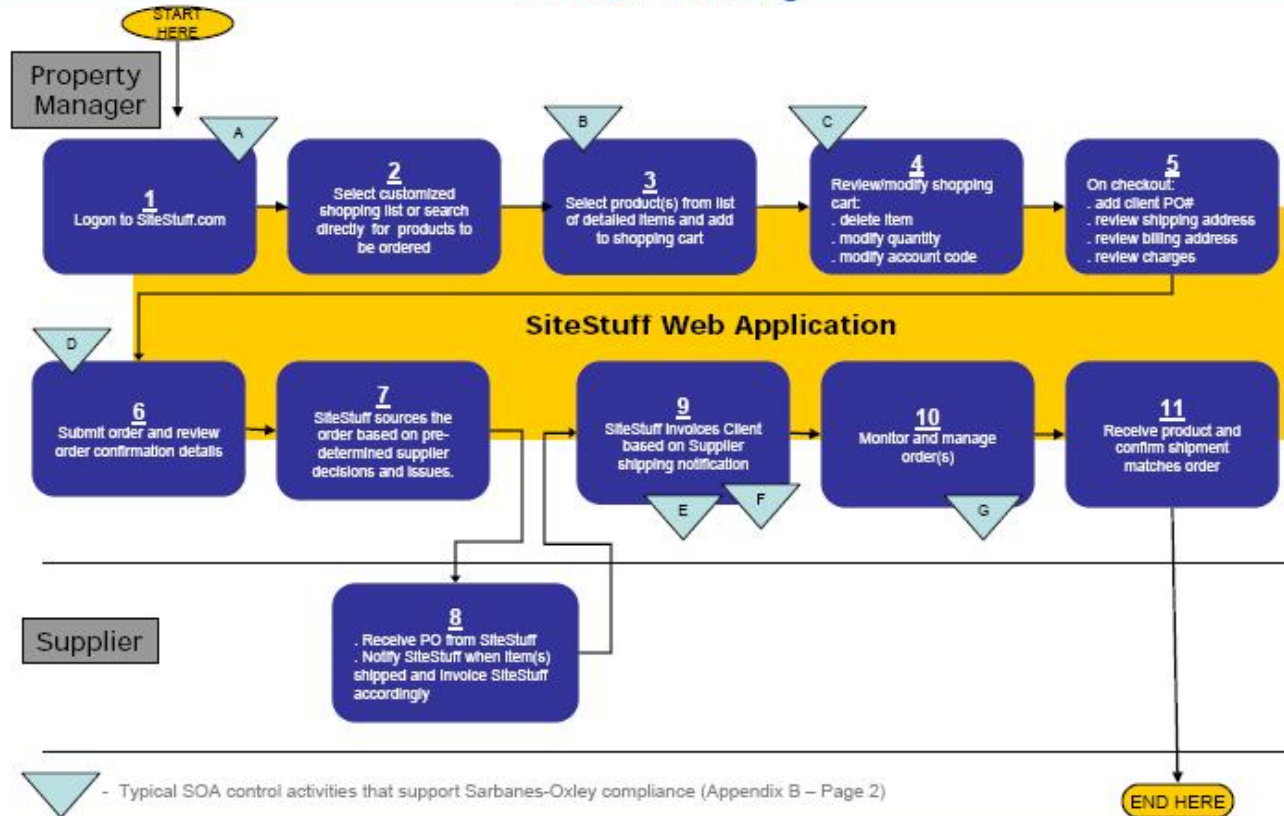 START
HERE
Property
Manager
A
B
C
1
Logon to SiteStuff.com
2
Select customized
shopping list or search
directly for products to
be ordered
3
Select product(s) from list
of detailed items and add
to shopping cart
4
Review/modify shopping
cart:
. delete item
. modify quantity
. modify account code
5
On checkout:
. add client PO#
. review shipping address
. review billing address
. review charges
SiteStuff Web Application
D
6
Submit order and review
order confirmation details
7
SiteStuff sources the
order based on pre-
determined supplier
decisions and issues.
9
SiteStuff invoices Client
based on Supplier
shipping notification
10
Monitor and manage
order(s)
11
Receive product and
confirm shipment
matches order
E
F
G
Supplier
8
. Receive PO from SiteStuff
. Notify SiteStuff when item(s)
shipped and invoice SiteStuff
accordingly
- Typical SOA control activities that support Sarbanes-Oxley compliance (Appendix B – Page 2)
END HERE